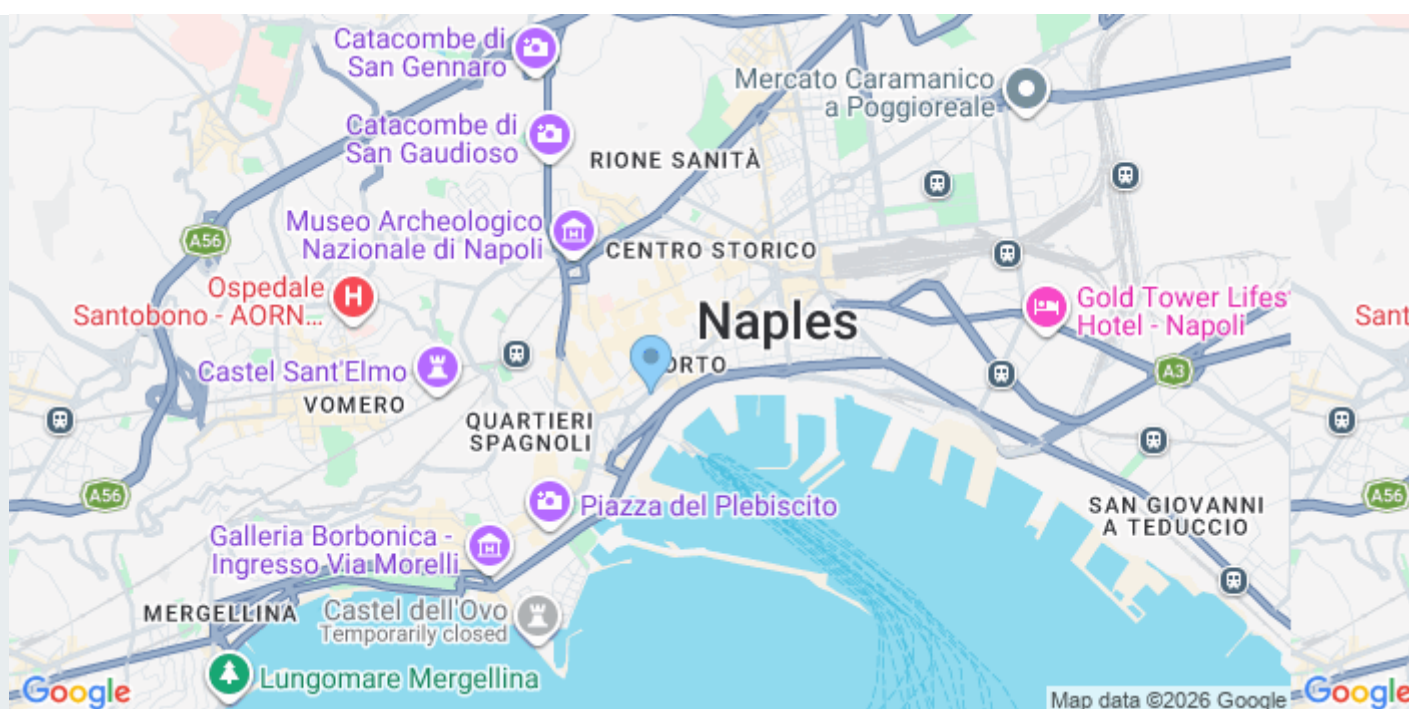 Catacombe di
San Gennaro
Mercato Caramanico
a Poggioreale
Catacombe di
San Gaudioso
RIONE SANITÀ
Museo Archeologico
Nazionale di Napoli
CENTRO STORICO
A56
Ospedale
Santobono - AORN...
H
Gold Tower Lifes
Hotel - Napoli
Sant
Naples
PORTO
Castel Sant'Elmo
A3
VOMERO
QUARTIERI
SPAGNOLI
A56
A56
Piazza del Plebiscito
SAN GIOVANNI
A TEDUCCIO
Galleria Borbonica -
Ingresso Via Morelli
MERGELLINA
Castel dell'Ovo
Temporarily closed
Lungomare Mergellina
Google
Map data ©2026 Google
Google